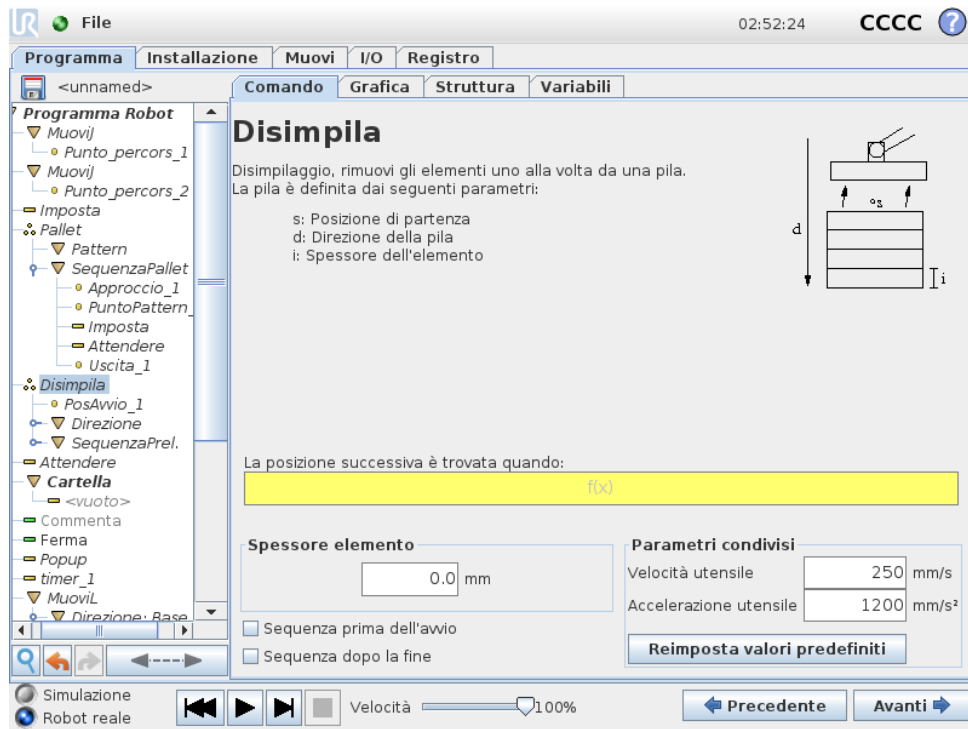 UR File 02:52:24 CCCC ?
Programma Installazione Muovi I/O Registro
<unnamed> Comando Grafica Struttura Variabili
Programma Robot
MuoviJ
Punto_percors_1
MuoviJ
Punto_percors_2
Imposta
Pallet
Pattern
SequenzaPallet
Approccio_1
PuntoPattern_
Imposta
Attendere
Uscita_1
Disimpila
PosAvvio_1
Direzione
SequenzaPrel.
Attendere
Cartella
<vuoto>
Commenta
Ferma
Popup
timer_1
MuoviL
Direzione: Base
Disimpila
Disimpilaggio, rimuovi gli elementi uno alla volta da una pila.
La pila è definita dai seguenti parametri:
s: Posizione di partenza
d: Direzione della pila
i: Spessore dell'elemento
d
i
La posizione successiva è trovata quando:
f(x)
Spessore elemento
0.0 mm
Sequenza prima dell'avvio
Sequenza dopo la fine
Parametri condivisi
Velocità utensile 250 mm/s
Accelerazione utensile 1200 mm/s²
Reimposta valori predefiniti
Simulazione
Robot reale
Velocità 100%
Precedente Avanti